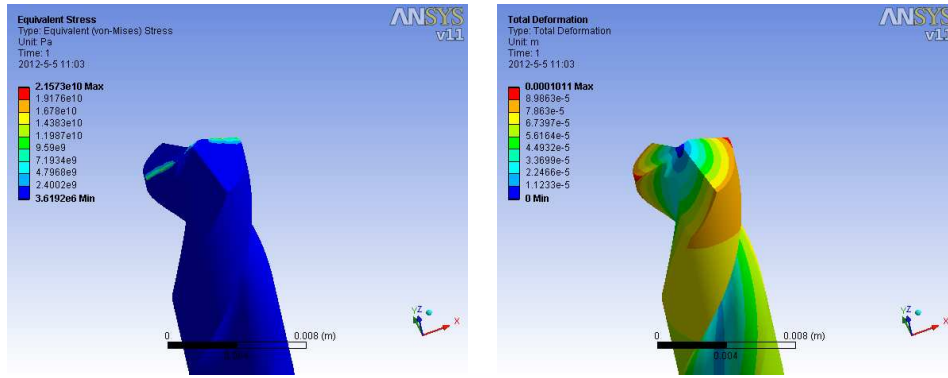 Equivalent Stress
Type: Equivalent (von-Mises) Stress
Unit: Pa
Time: 1
2012-5-5 11:03
ANSYS
v11
2.1573e10 Max
1.9176e10
1.678e10
1.4383e10
1.1987e10
9.59e9
7.1934e9
4.7968e9
2.4002e9
3.6192e6 Min
0
0.008 (m)
0.004
Y
Z
X
Total Deformation
Type: Total Deformation
Unit: m
Time: 1
2012-5-5 11:03
ANSYS
v11
0.0001011 Max
8.9863e-5
7.863e-5
6.7397e-5
5.6164e-5
4.4932e-5
3.3699e-5
2.2466e-5
1.1233e-5
0 Min
0
0.008 (m)
0.004
Y
Z
X